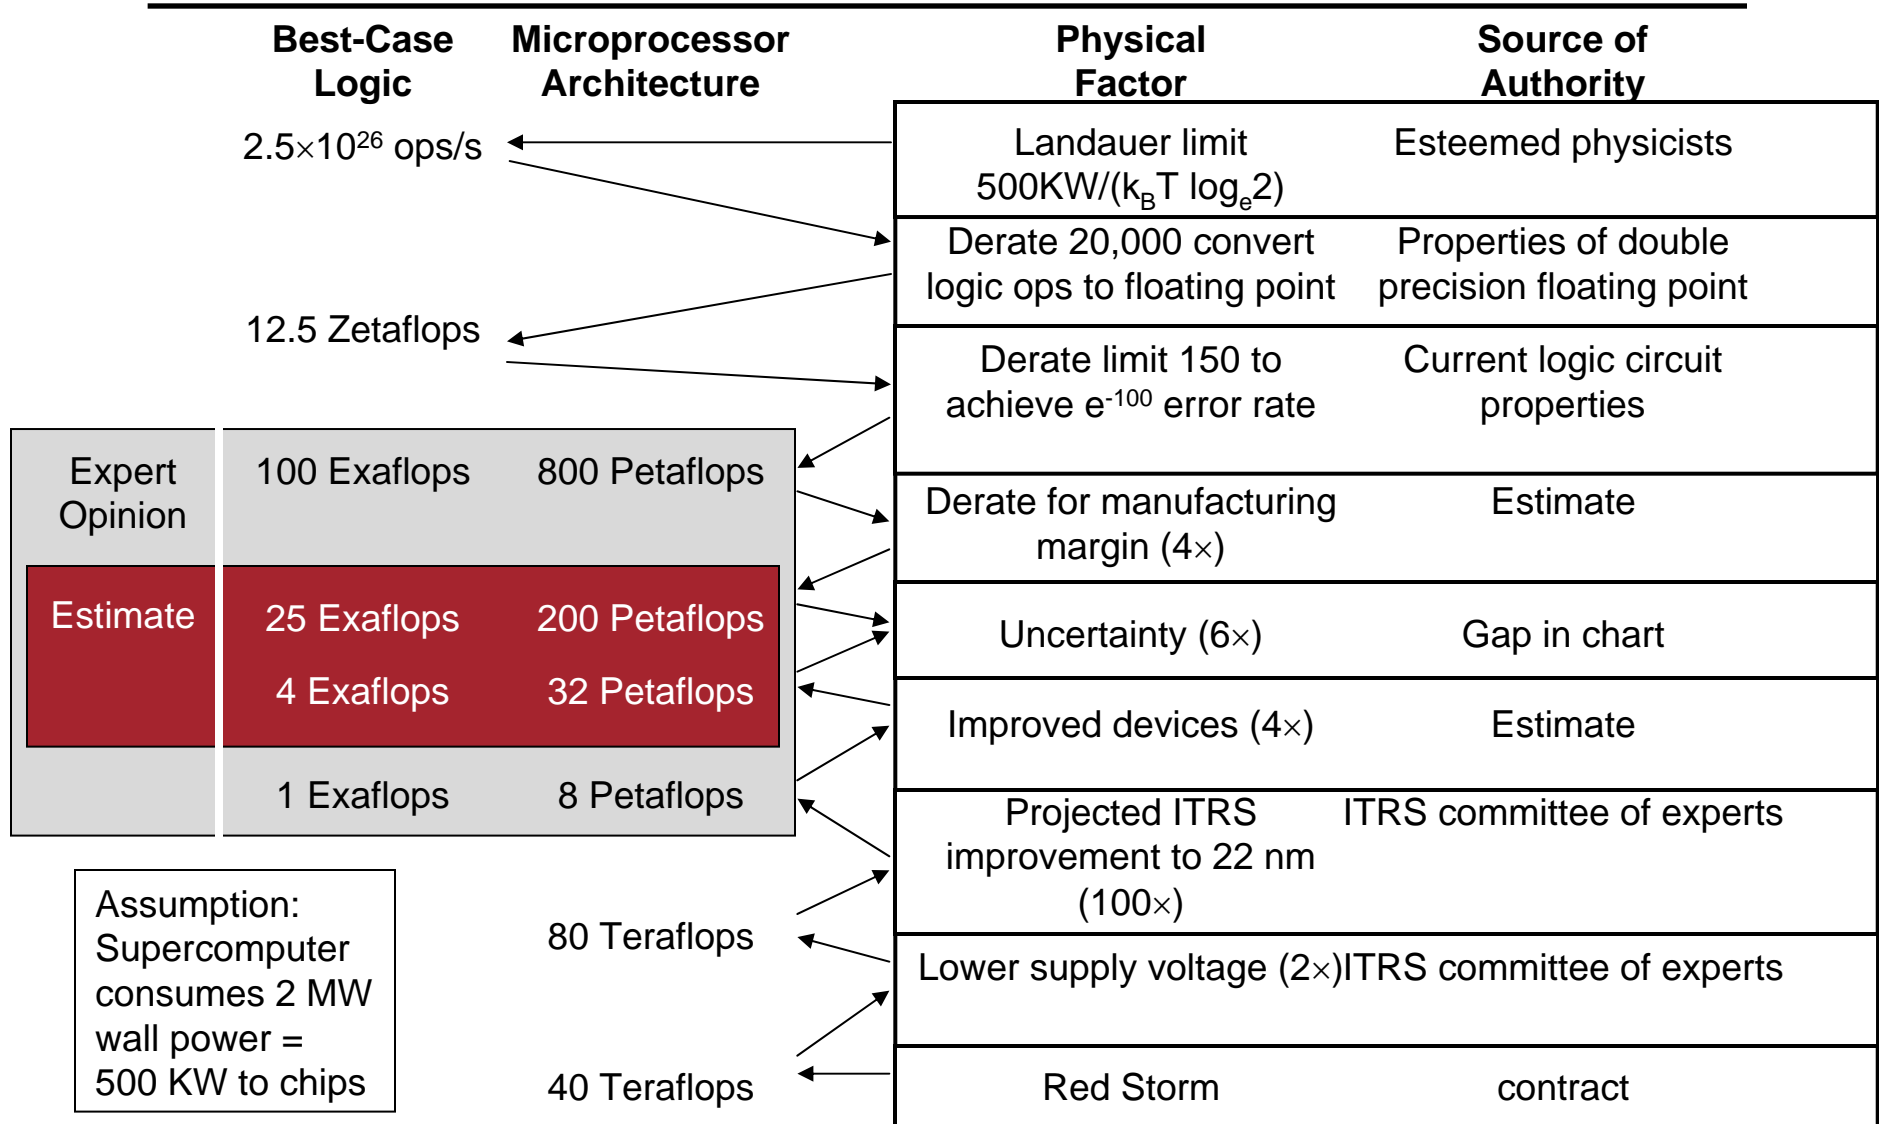 Best-Case Logic
Microprocessor Architecture
Physical Factor
Source of Authority
2.5×10²⁶ ops/s
Landauer limit
500KW/(k_BT log_e2)
Esteemed physicists
Derate 20,000 convert
logic ops to floating point
Properties of double
precision floating point
12.5 Zetaflops
Derate limit 150 to
achieve e⁻¹⁰⁰ error rate
Current logic circuit
properties
Expert
Opinion
100 Exaflops
800 Petaflops
Derate for manufacturing
margin (4×)
Estimate
Estimate
25 Exaflops
200 Petaflops
Uncertainty (6×)
Gap in chart
4 Exaflops
32 Petaflops
Improved devices (4×)
Estimate
1 Exaflops
8 Petaflops
Projected ITRS
improvement to 22 nm
(100×)
ITRS committee of experts
80 Teraflops
Lower supply voltage (2×)
ITRS committee of experts
Assumption:
Supercomputer
consumes 2 MW
wall power =
500 KW to chips
40 Teraflops
Red Storm
contract